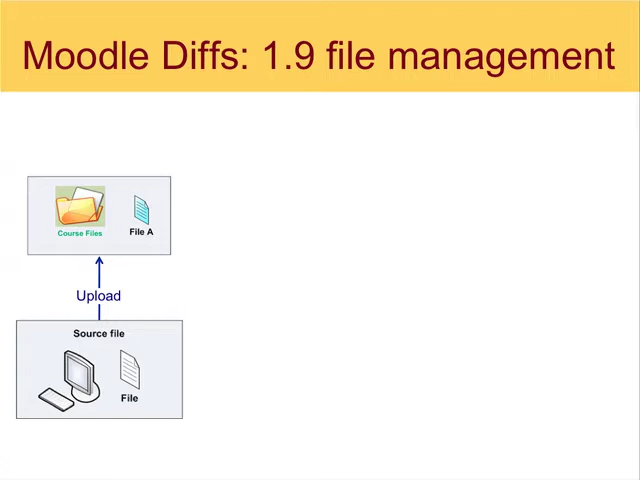 Moodle Diffs: 1.9 file management
Course Files
File A
Upload
Source file
File